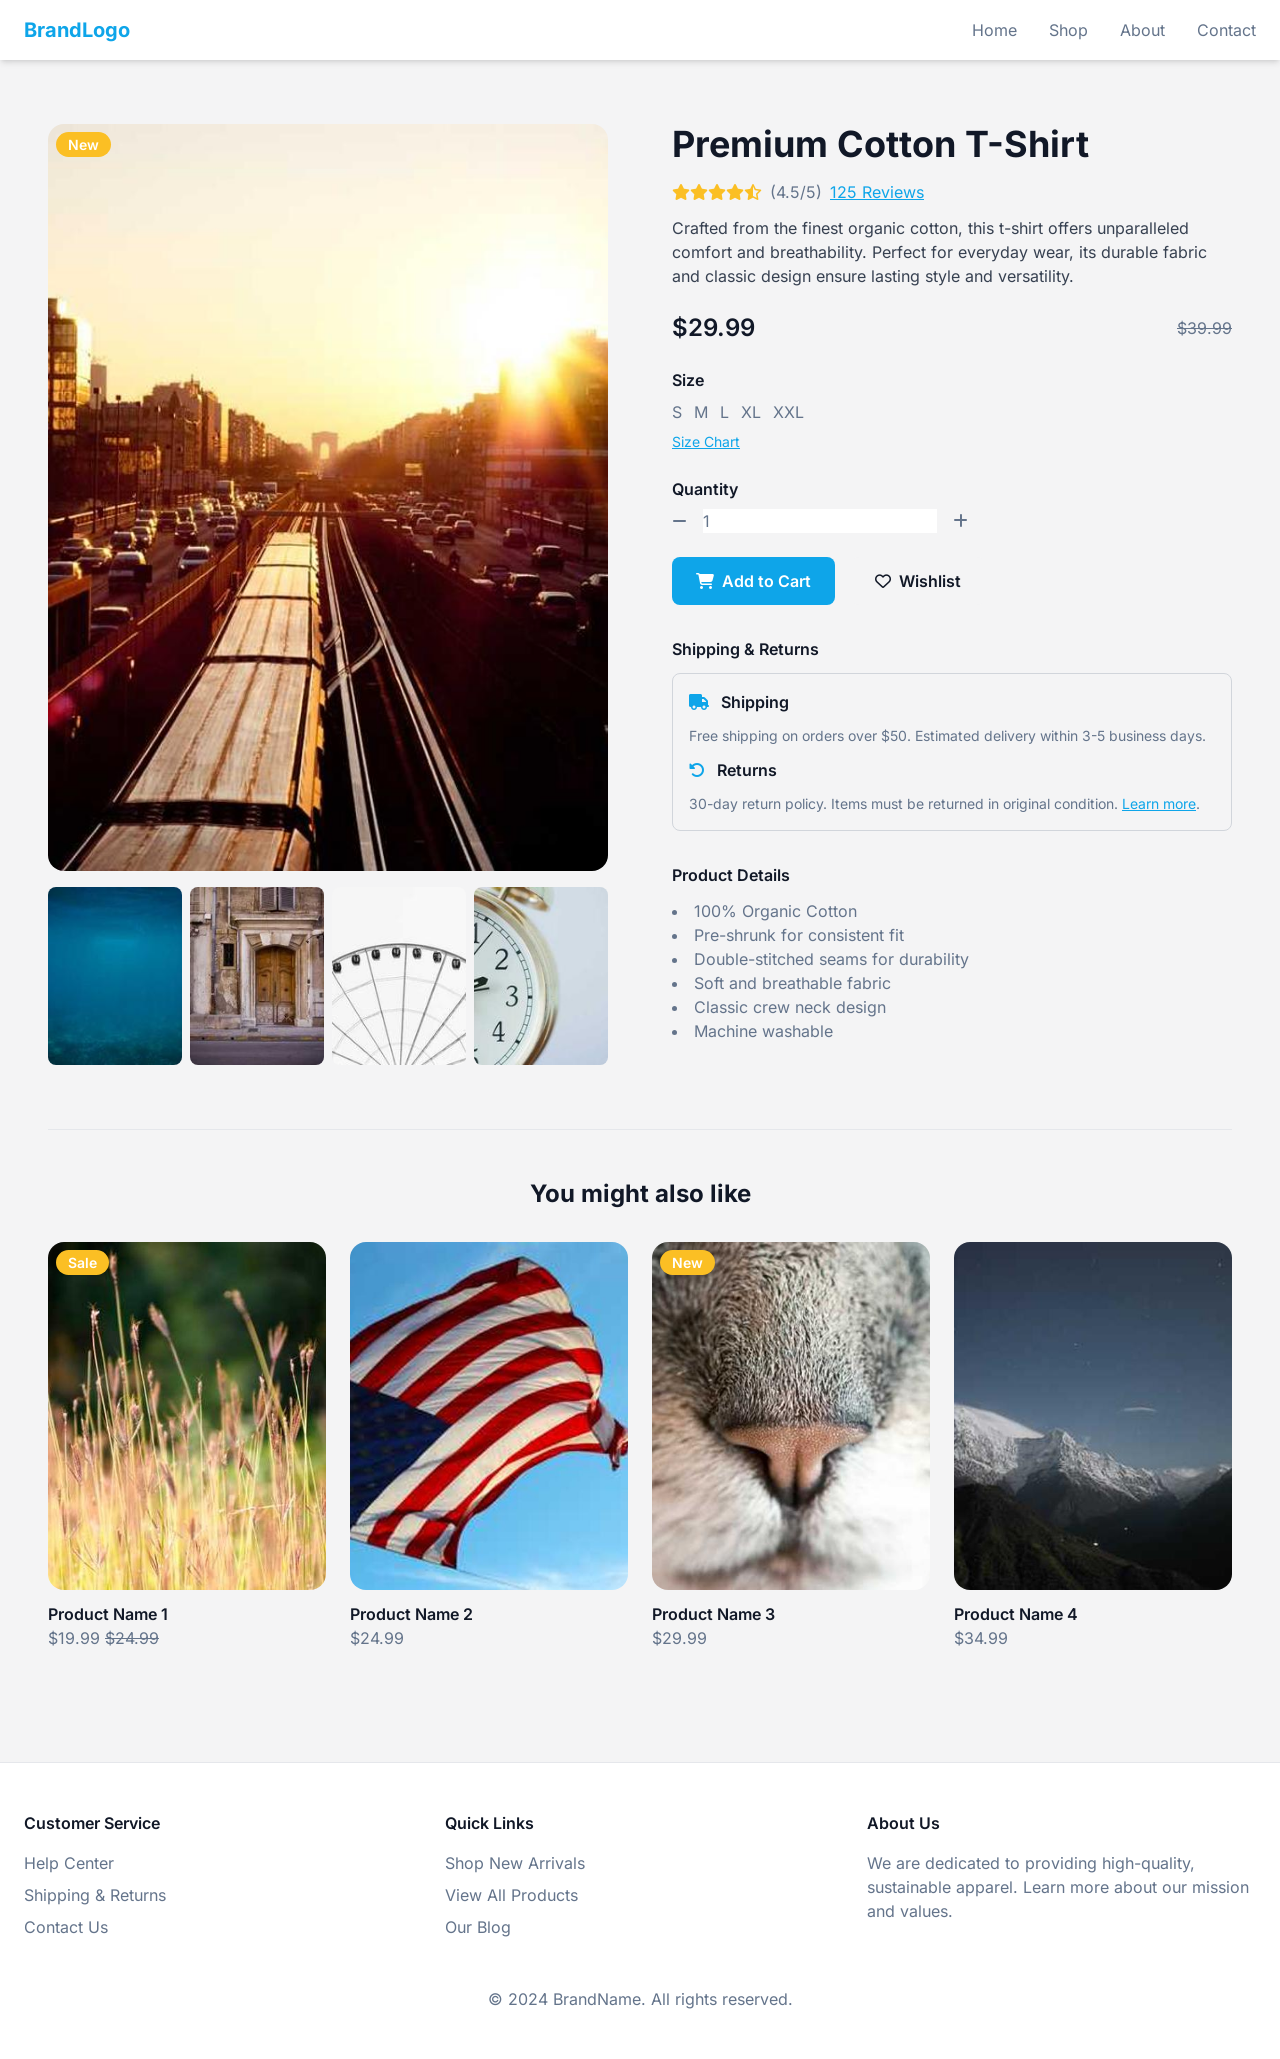 BrandLogo
Home Shop About Contact
New
Premium Cotton T-Shirt
(4.5/5) 125 Reviews
Crafted from the finest organic cotton, this t-shirt offers unparalleled
comfort and breathability. Perfect for everyday wear, its durable fabric
and classic design ensure lasting style and versatility.
$29.99 $39.99
Size
S M L XL XXL
Size Chart
Quantity
1
Add to Cart Wishlist
Shipping & Returns
Shipping
Free shipping on orders over $50. Estimated delivery within 3-5 business days.
Returns
30-day return policy. Items must be returned in original condition. Learn more.
Product Details
• 100% Organic Cotton
• Pre-shrunk for consistent fit
• Double-stitched seams for durability
• Soft and breathable fabric
• Classic crew neck design
• Machine washable
1
2
3
4
5
You might also like
Sale
New
Product Name 1
$19.99 $24.99
Product Name 2
$24.99
Product Name 3
$29.99
Product Name 4
$34.99
Customer Service
Help Center
Shipping & Returns
Contact Us
Quick Links
Shop New Arrivals
View All Products
Our Blog
About Us
We are dedicated to providing high-quality,
sustainable apparel. Learn more about our mission
and values.
© 2024 BrandName. All rights reserved.